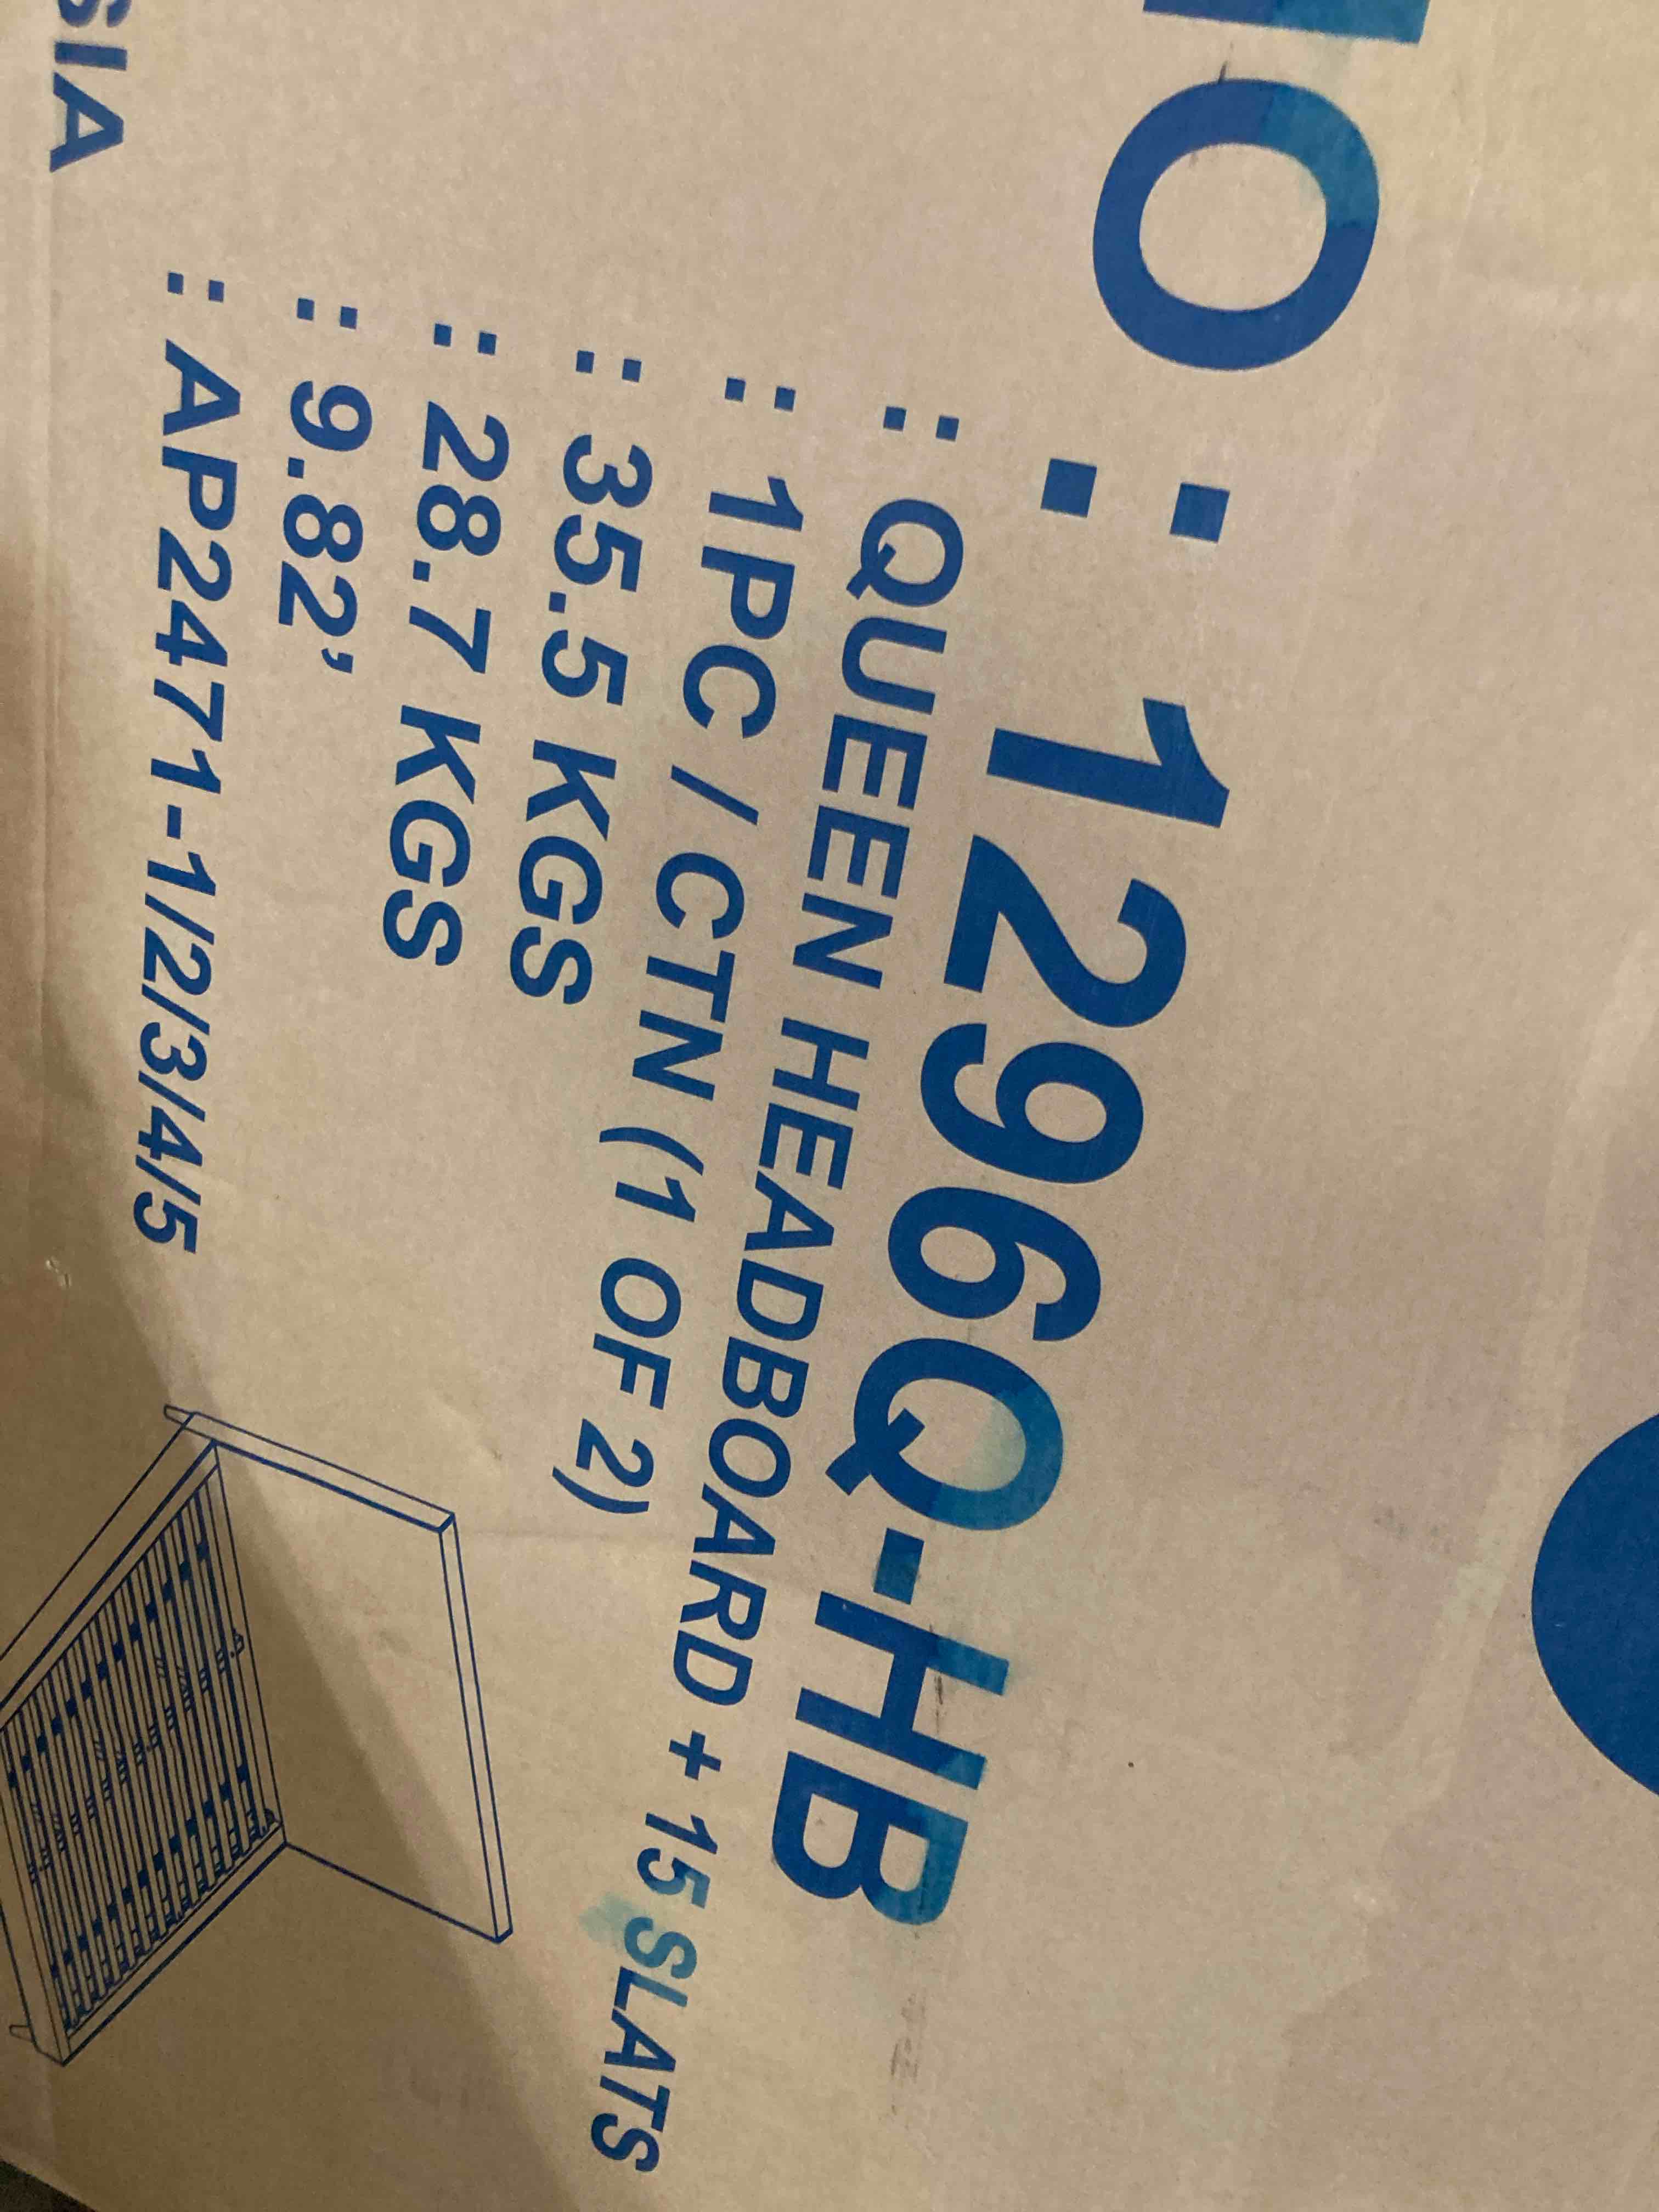 O : 1296Q-HB
: QUEEN HEADBOARD + 15 SLATS
: 1PC / CTN (1 OF 2)
: 35.5 KGS
: 28.7 KGS
: 9.82'
: AP2471-1/2/3/4/5
SIA